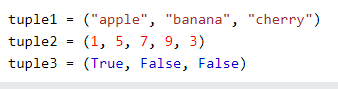 tuple1 = ("apple", "banana", "cherry")
tuple2 = (1, 5, 7, 9, 3)
tuple3 = (True, False, False)